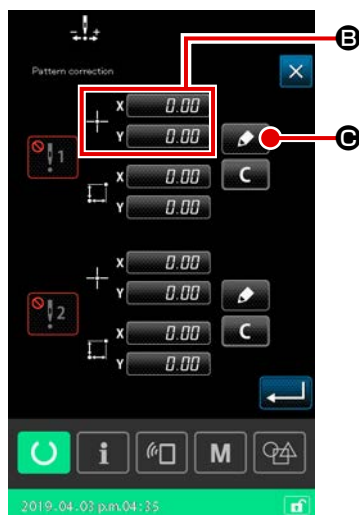 B
Pattern correction
X 0.00
Y 0.00
C
1
X 0.00
C
Y 0.00
X 0.00
Y 0.00
2
X 0.00
C
Y 0.00
i M
2019.04.03 p.m.04:35